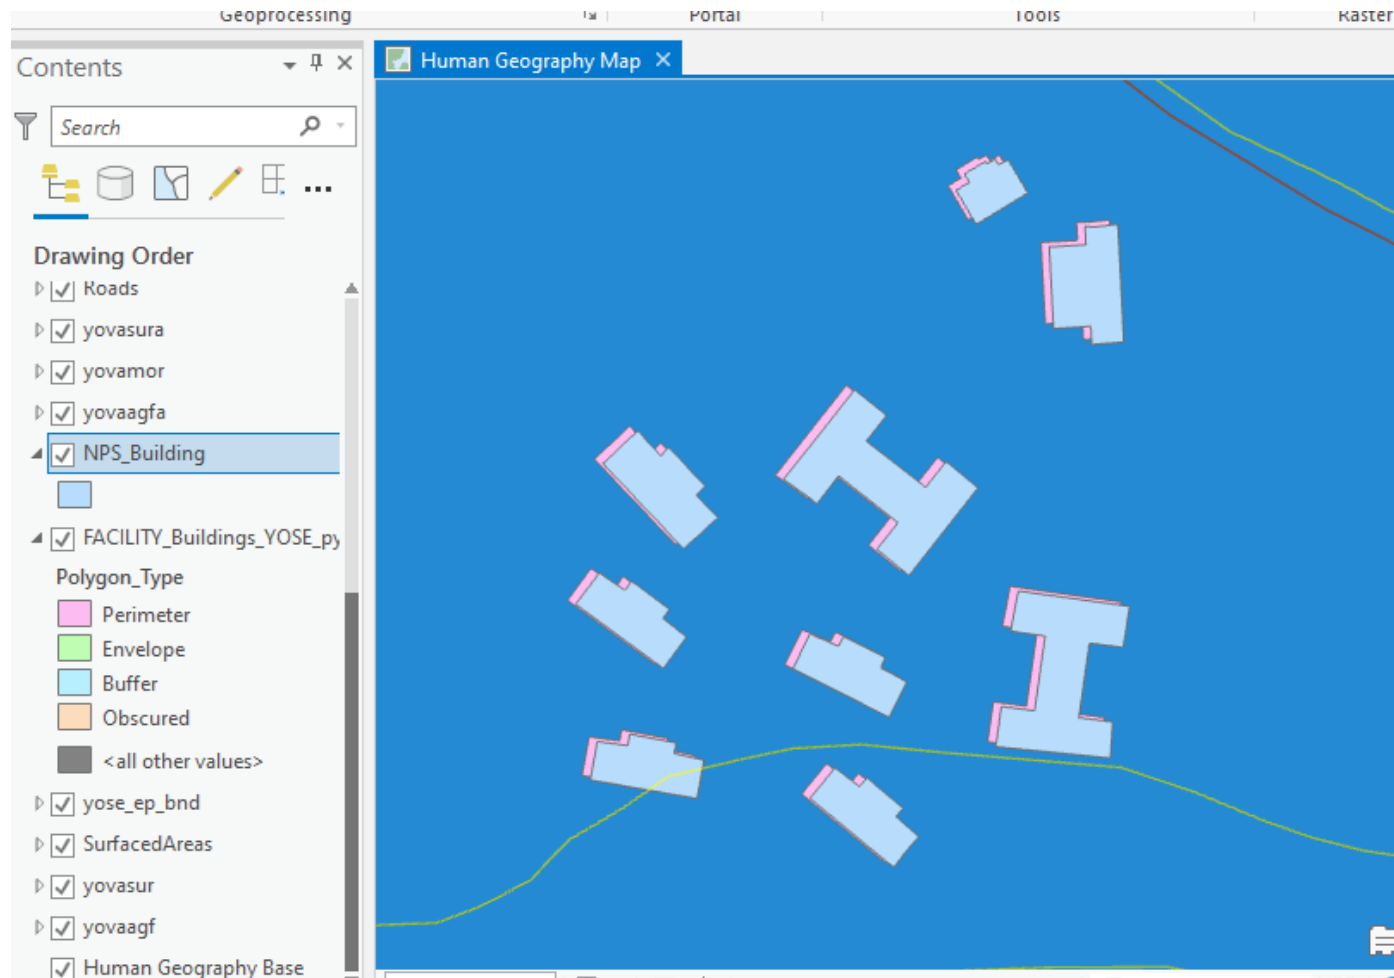 Geoprocessing Portal Tools Raster
Contents
Human Geography Map
Search
Drawing Order
Roads
yovasura
yovamor
yovaagfa
NPS_Building
FACILITY_Buildings_YOSE_py
Polygon_Type
Perimeter
Envelope
Buffer
Obscured
<all other values>
yose_ep_bnd
SurfacedAreas
yovasur
yovaagf
Human Geography Base